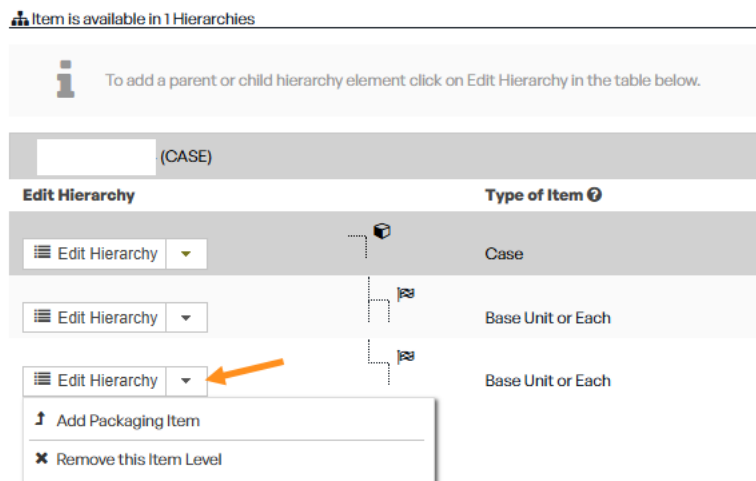 Item is available in 1 Hierarchies
To add a parent or child hierarchy element click on Edit Hierarchy in the table below.
(CASE)
Edit Hierarchy Type of Item
Edit Hierarchy Case
Edit Hierarchy Base Unit or Each
Edit Hierarchy Base Unit or Each
Add Packaging Item
Remove this Item Level